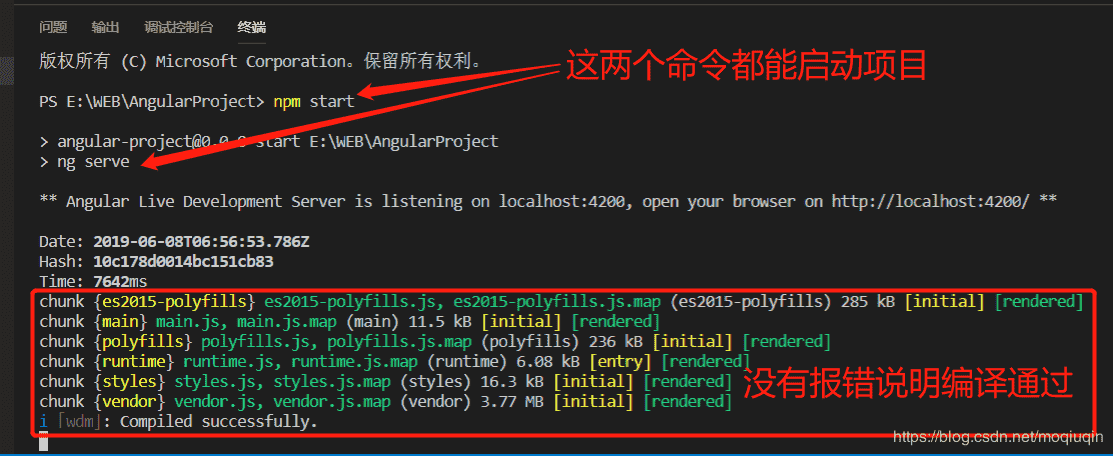 问题 输出 调试控制台 终端
版权所有 (C) Microsoft Corporation。保留所有权利。
这两个命令都能启动项目
PS E:\WEB\AngularProject> npm start
> angular-project@0.0.0 start E:\WEB\AngularProject
> ng serve
** Angular Live Development Server is listening on localhost:4200, open your browser on http://localhost:4200/ **
Date: 2019-06-08T06:56:53.786Z
Hash: 10c178d0014bc151cb83
Time: 7642ms
chunk {es2015-polyfills} es2015-polyfills.js, es2015-polyfills.js.map (es2015-polyfills) 285 kB [initial] [rendered]
chunk {main} main.js, main.js.map (main) 11.5 kB [initial] [rendered]
chunk {polyfills} polyfills.js, polyfills.js.map (polyfills) 236 kB [initial] [rendered]
chunk {runtime} runtime.js, runtime.js.map (runtime) 6.08 kB [entry] [rendered]
chunk {styles} styles.js, styles.js.map (styles) 16.3 kB [initial] [rendered]
没有报错说明编译通过
chunk {vendor} vendor.js, vendor.js.map (vendor) 3.77 MB [initial] [rendered]
i ｢wdm｣: Compiled successfully.
https://blog.csdn.net/moqiuqin